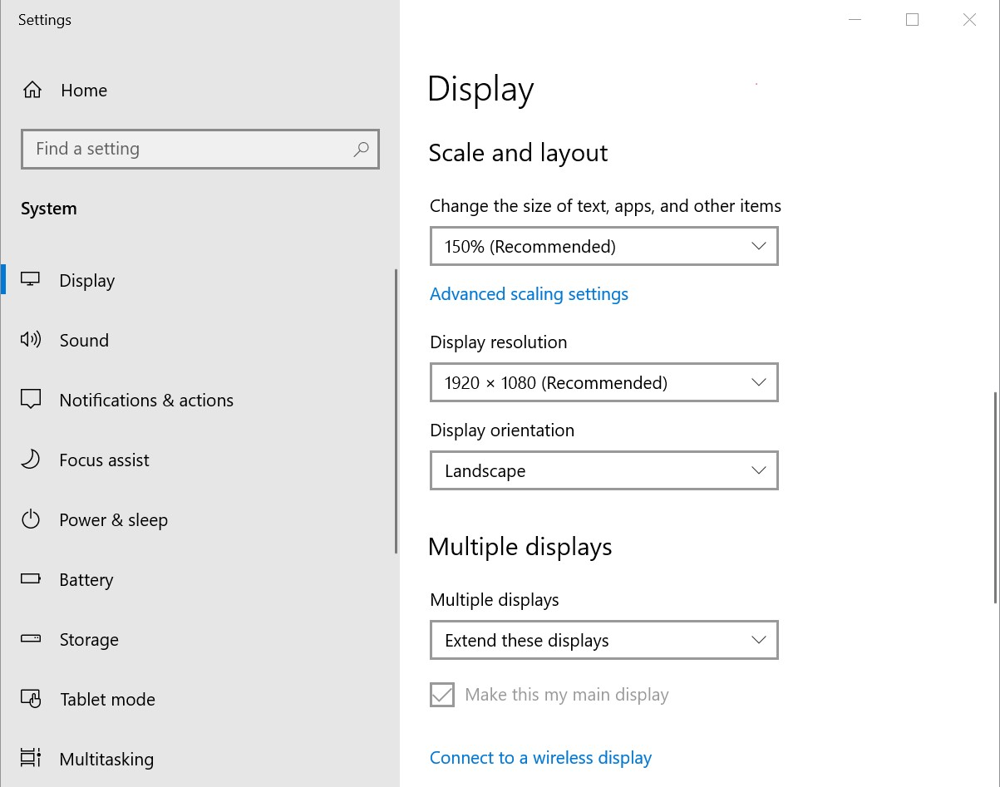 Settings
Home
Find a setting
System
Display
Sound
Notifications & actions
Focus assist
Power & sleep
Battery
Storage
Tablet mode
Multitasking
Display
Scale and layout
Change the size of text, apps, and other items
150% (Recommended)
Advanced scaling settings
Display resolution
1920 × 1080 (Recommended)
Display orientation
Landscape
Multiple displays
Multiple displays
Extend these displays
Make this my main display
Connect to a wireless display